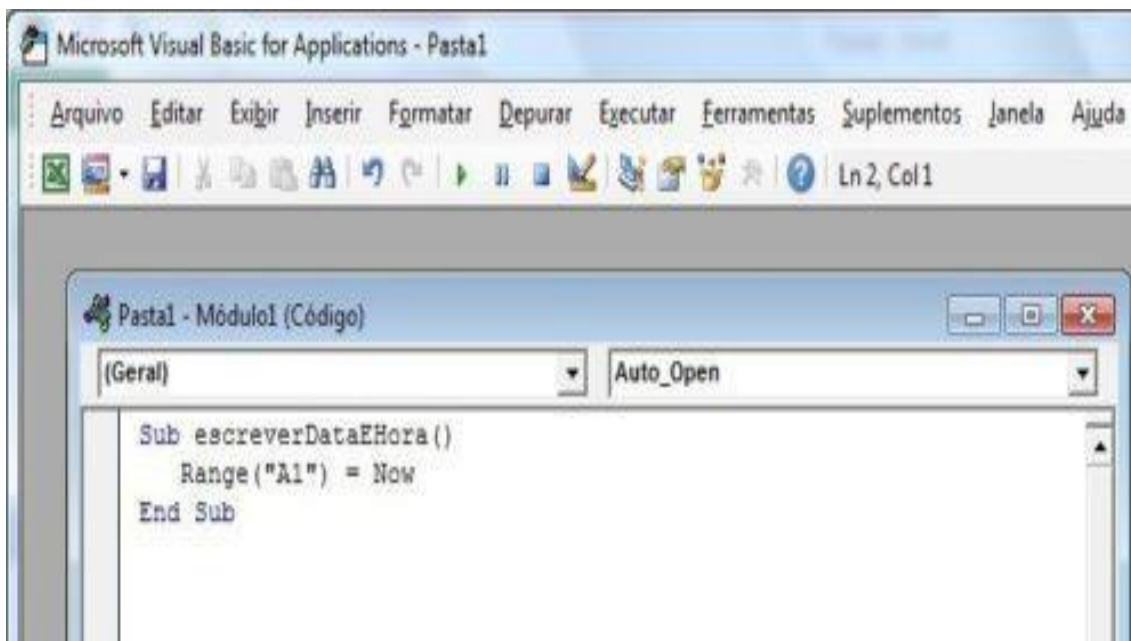 Microsoft Visual Basic for Applications - Pasta1
Arquivo Editar Exibir Inserir Formatar Depurar Executar Ferramentas Suplementos Janela Ajuda
Ln 2, Col 1
Pasta1 - Módulo1 (Código)
(Geral) Auto_Open
Sub escreverDataEHora()
Range("A1") = Now
End Sub